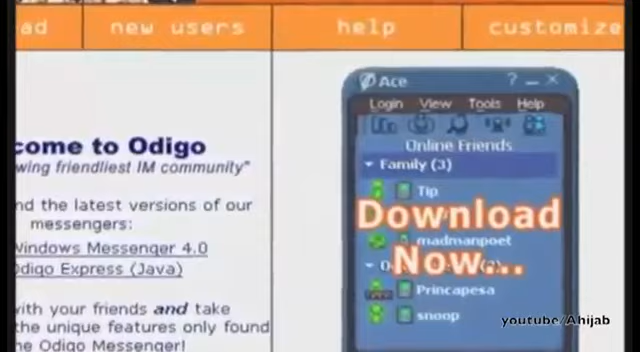 ad new users help customize
come to Odigo
wing friendliest IM community"
nd the latest versions of our
messengers:
Windows Messenger 4.0
Odigo Express (Java)
with your friends and take
the unique features only found
he Odigo Messenger!
Ace
Login View Tools Help
Online Friends
Family (3)
Tip
Download
madmanpoet
Now...
Princapesa
snoop
youtube/Ahijab